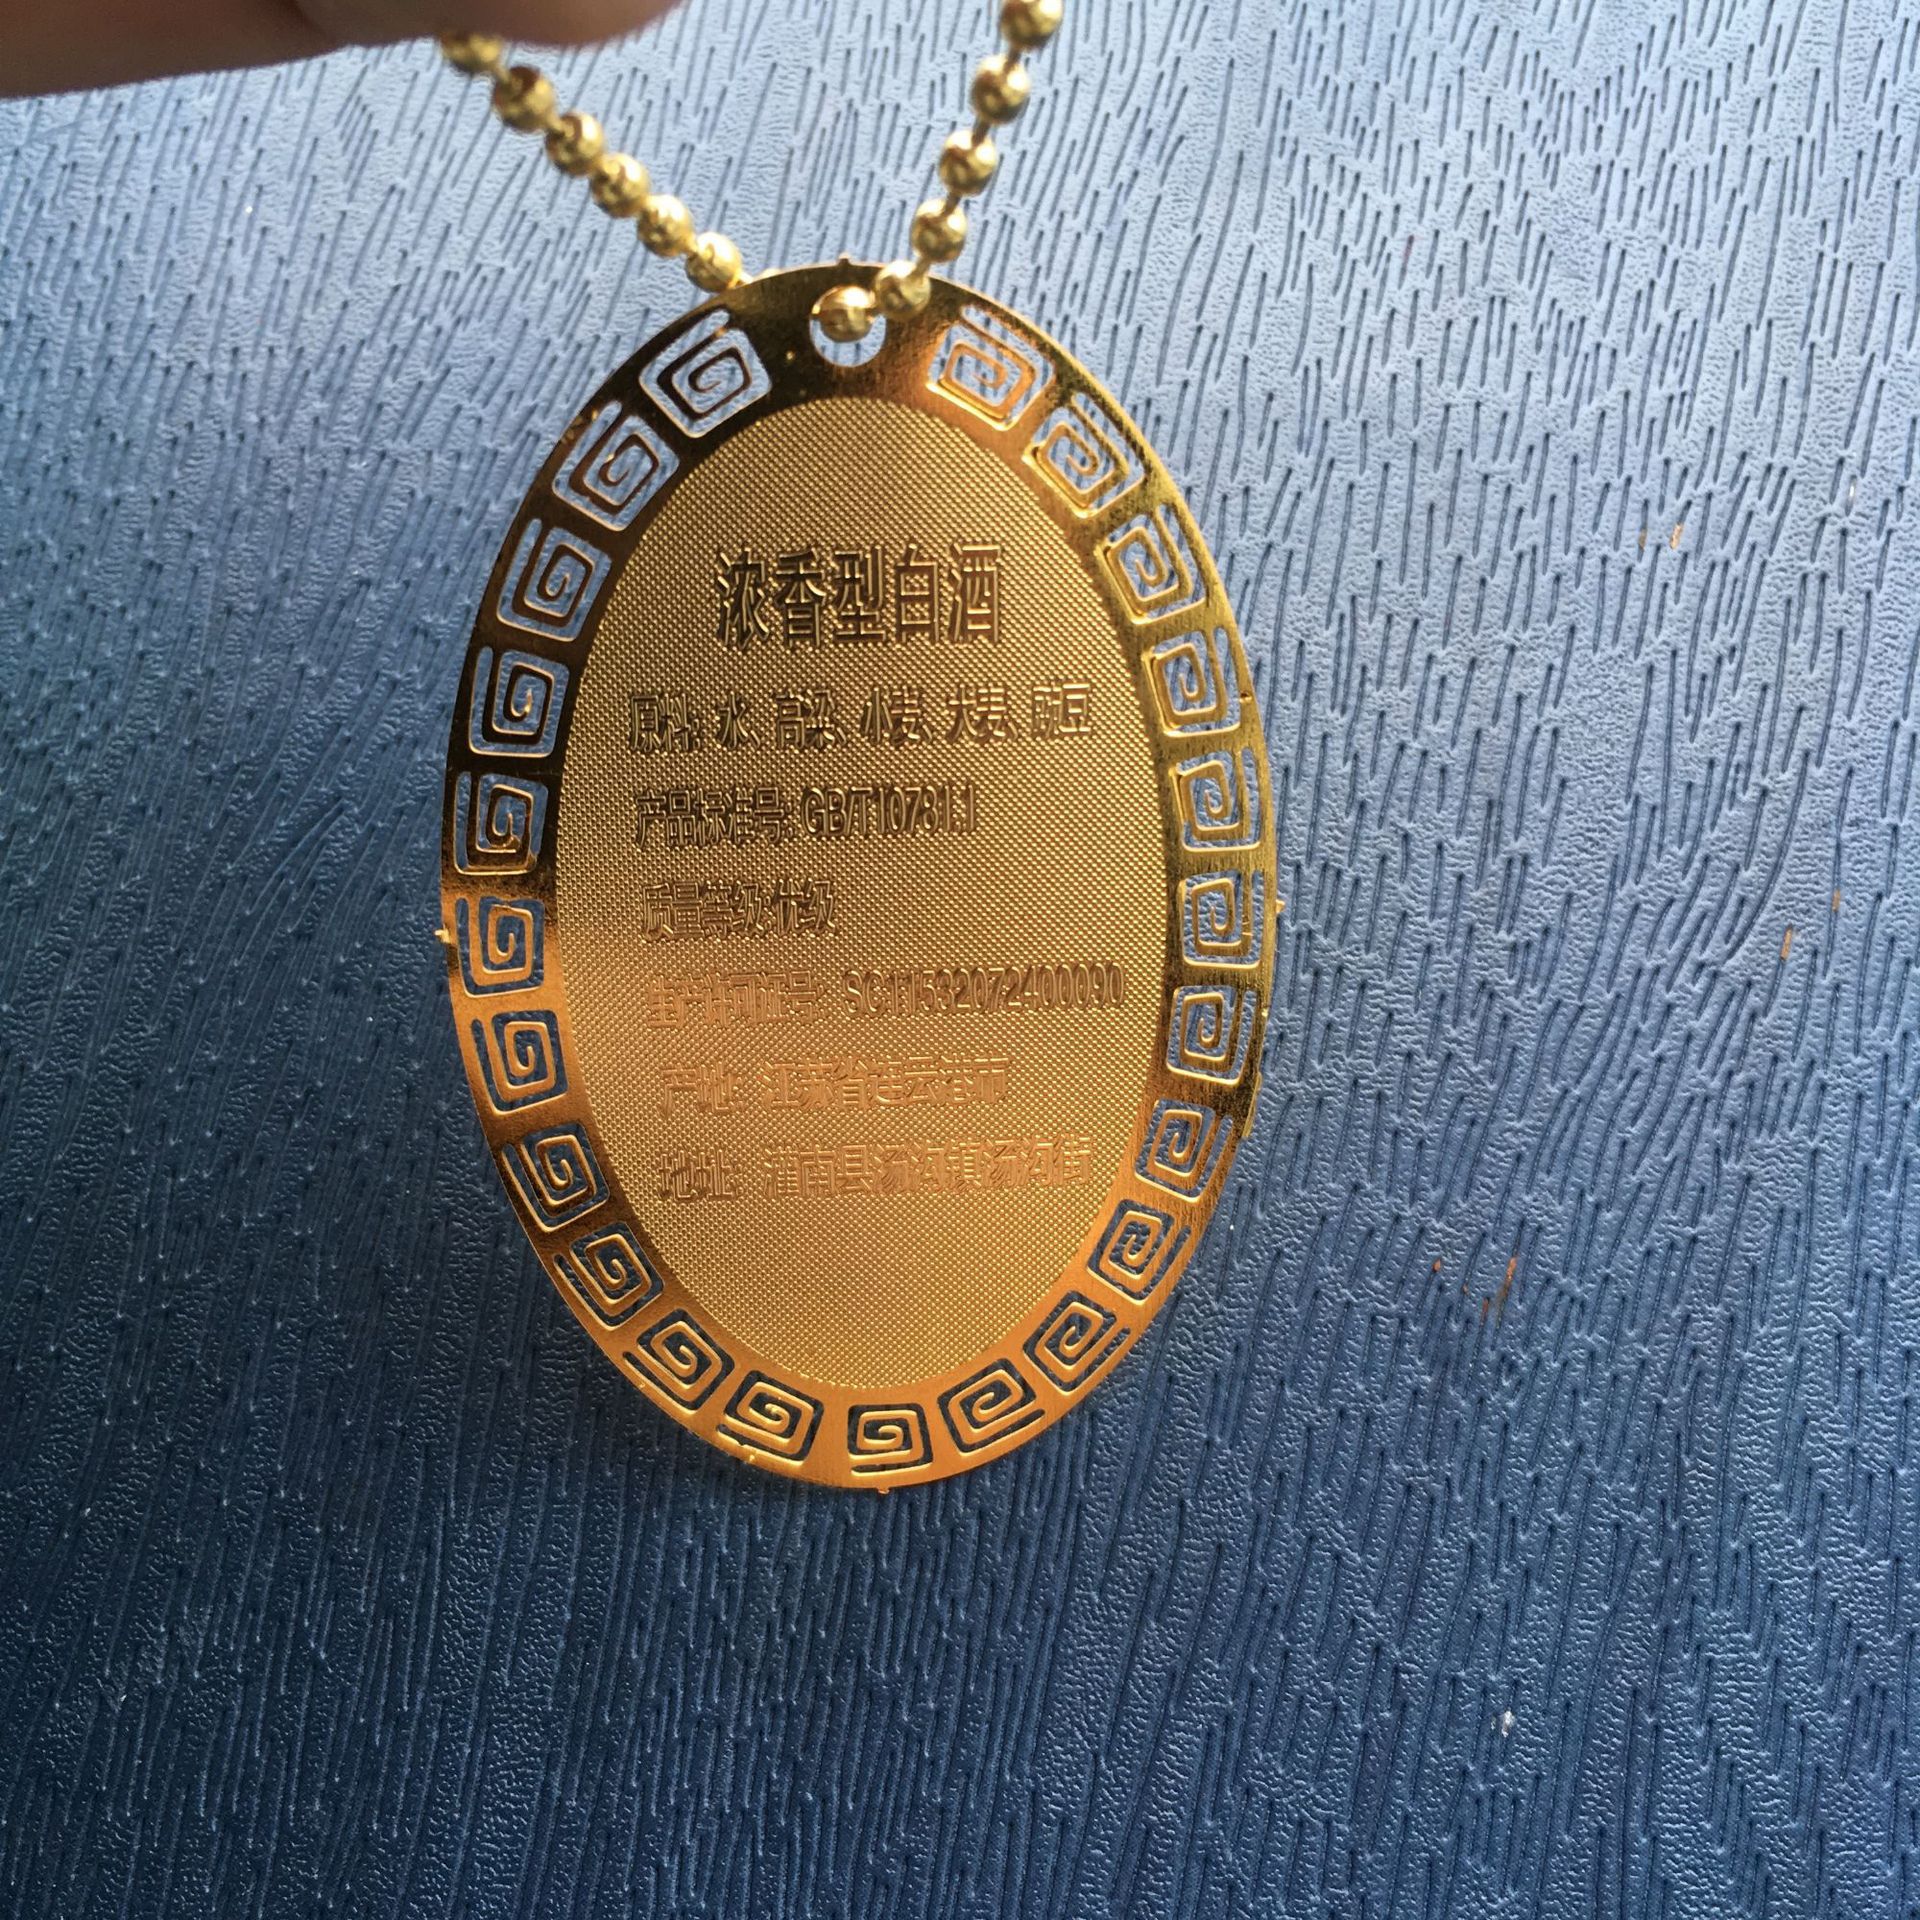 浓香型白酒
原料: 水、高粱、小麦、大麦、豌豆
产品标准号: GB/T10781.1
质量等级:优级
生产许可证号: SC11532072400090
产地: 江苏省连云港市
地址: 灌南县汤沟镇汤沟街